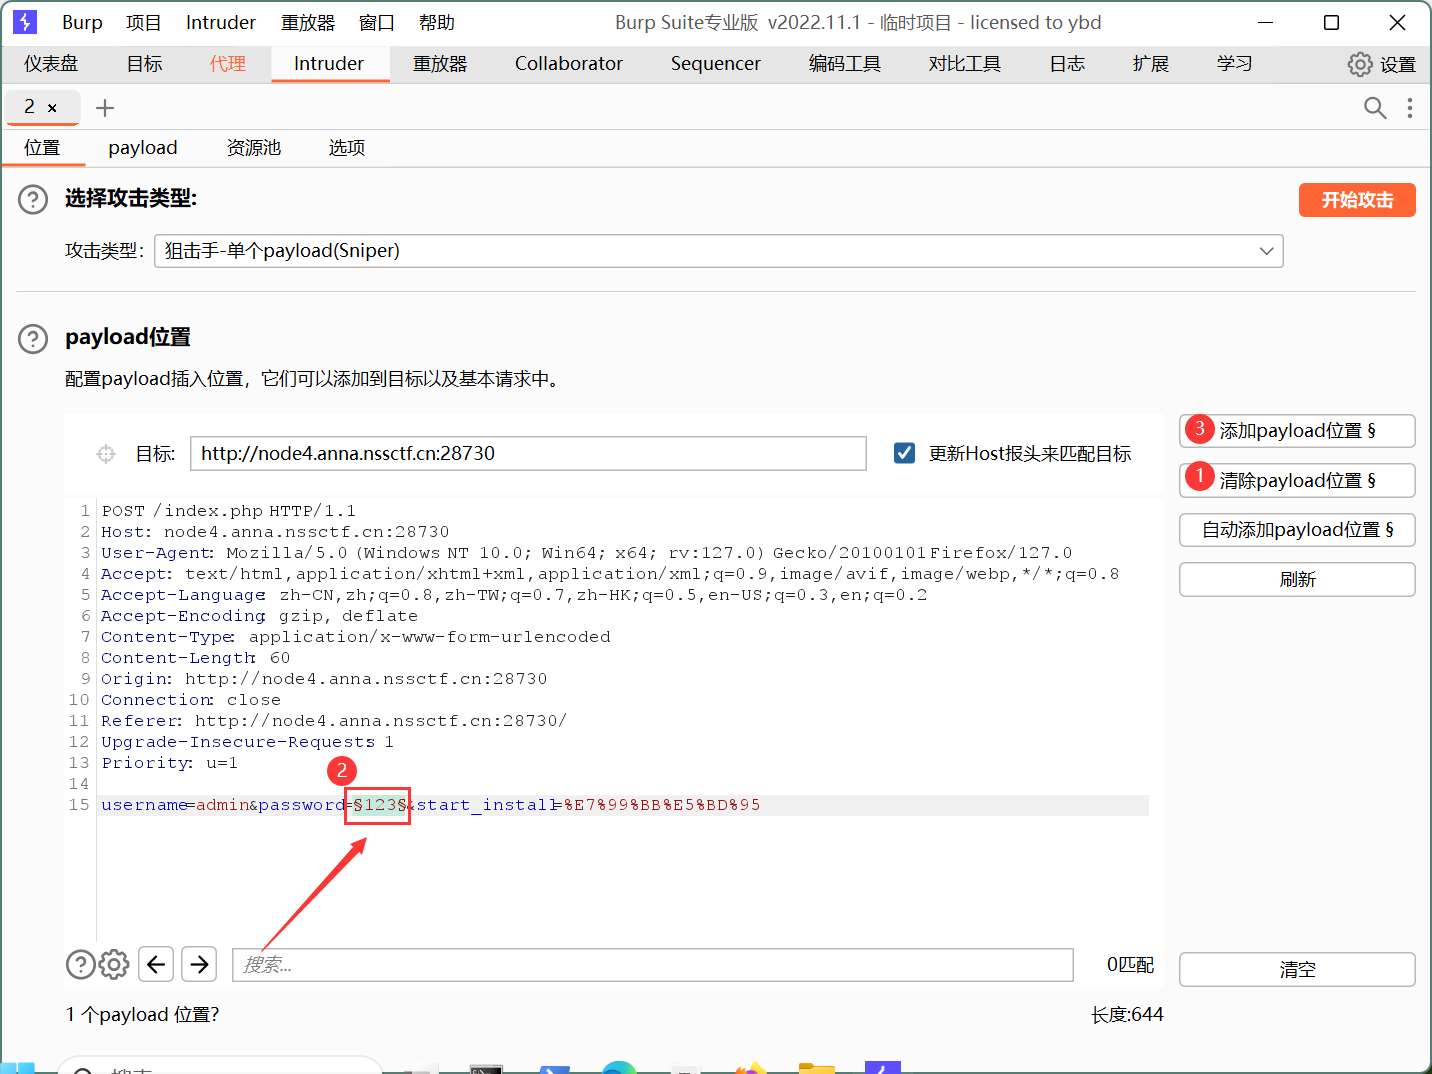 Burp 项目 Intruder 重放器 窗口 帮助 Burp Suite专业版 v2022.11.1 - 临时项目 - licensed to ybd
仪表盘 目标 代理 Intruder 重放器 Collaborator Sequencer 编码工具 对比工具 日志 扩展 学习 设置
2 ×
位置 payload 资源池 选项
选择攻击类型:
开始攻击
攻击类型: 狙击手-单个payload(Sniper)
payload位置
配置payload插入位置，它们可以添加到目标以及基本请求中。
目标: http://node4.anna.nssctf.cn:28730 更新Host报头来匹配目标
3 添加payload位置 §
1 清除payload位置 §
自动添加payload位置 §
刷新
1 POST /index.php HTTP/1.1
2 Host: node4.anna.nssctf.cn:28730
3 User-Agent: Mozilla/5.0 (Windows NT 10.0; Win64; x64; rv:127.0) Gecko/20100101 Firefox/127.0
4 Accept: text/html,application/xhtml+xml,application/xml;q=0.9,image/avif,image/webp,*/*;q=0.8
5 Accept-Language: zh-CN,zh;q=0.8,zh-TW;q=0.7,zh-HK;q=0.5,en-US;q=0.3,en;q=0.2
6 Accept-Encoding: gzip, deflate
7 Content-Type: application/x-www-form-urlencoded
8 Content-Length: 60
9 Origin: http://node4.anna.nssctf.cn:28730
10 Connection: close
11 Referer: http://node4.anna.nssctf.cn:28730/
12 Upgrade-Insecure-Requests: 1
13 Priority: u=1
2
14
15 username=admin&password=§123§&start_install=%E7%99%BB%E5%BD%95
搜索...
0匹配
清空
1 个payload 位置?
长度:644